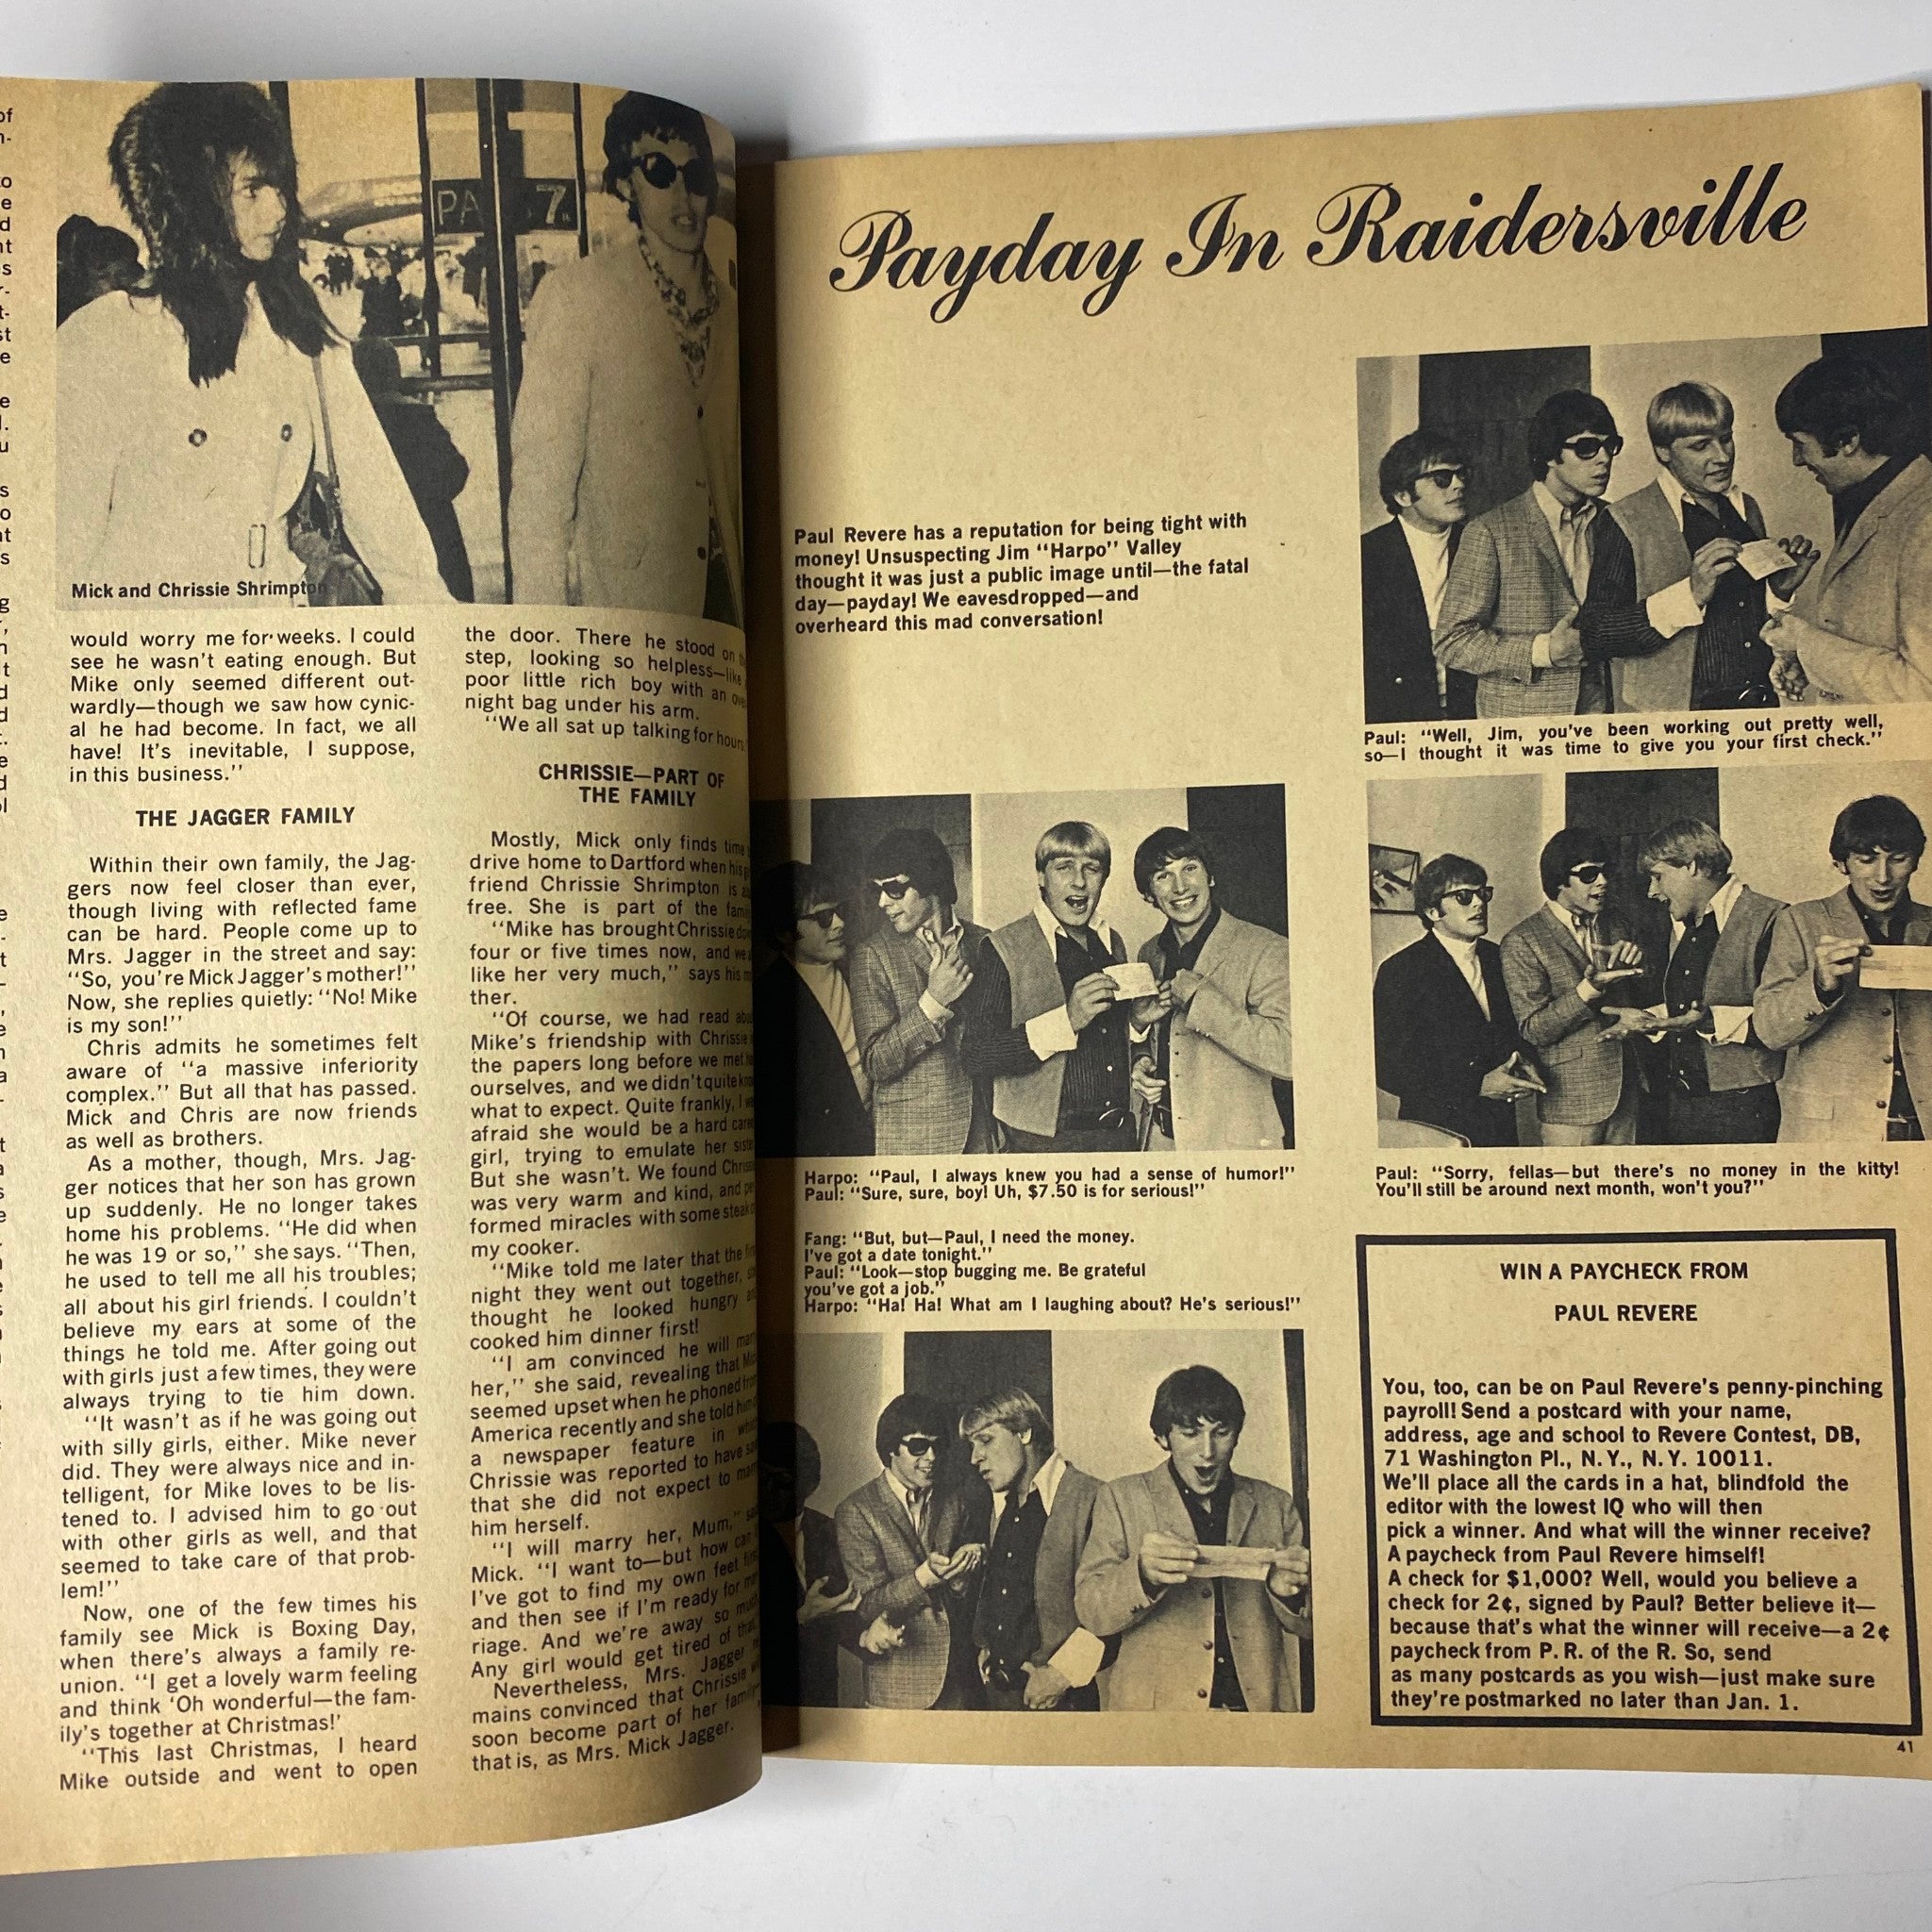 PA 7
Mick and Chrissie Shrimpton
would worry me for weeks. I could
see he wasn't eating enough. But
Mike only seemed different out-
wardly—though we saw how cynic-
al he had become. In fact, we all
have! It's inevitable, I suppose,
in this business."
THE JAGGER FAMILY
Within their own family, the Jag-
gers now feel closer than ever,
though living with reflected fame
can be hard. People come up to
Mrs. Jagger in the street and say:
"So, you're Mick Jagger's mother!"
Now, she replies quietly: "No! Mike
is my son!"
Chris admits he sometimes felt
aware of "a massive inferiority
complex." But all that has passed.
Mick and Chris are now friends
as well as brothers.
As a mother, though, Mrs. Jag-
ger notices that her son has grown
up suddenly. He no longer takes
home his problems. "He did when
he was 19 or so," she says. "Then,
he used to tell me all his troubles;
all about his girl friends. I couldn't
believe my ears at some of the
things he told me. After going out
with girls just a few times, they were
always trying to tie him down.
"It wasn't as if he was going out
with silly girls, either. Mike never
did. They were always nice and in-
telligent, for Mike loves to be lis-
tened to. I advised him to go out
with other girls as well, and that
seemed to take care of that prob-
lem!"
Now, one of the few times his
family see Mick is Boxing Day,
when there's always a family re-
union. "I get a lovely warm feeling
and think 'Oh wonderful—the fam-
ily's together at Christmas!'
"This last Christmas, I heard
Mike outside and went to open
the door. There he stood on
step, looking so helpless—like
poor little rich boy with an
night bag under his arm.
"We all sat up talking for hours
CHRISSIE—PART OF
THE FAMILY
Mostly, Mick only finds time
drive home to Dartford when his
friend Chrissie Shrimpton is
free. She is part of the
"Mike has brought Chrissie
four or five times now, and
like her very much," says his
ther.
"Of course, we had read
Mike's friendship with Chrissie
the papers long before we met
ourselves, and we didn't quite
what to expect. Quite frankly, I
afraid she would be a hard
girl, trying to emulate her
But she wasn't. We found
was very warm and kind, and
formed miracles with some steak
my cooker.
"Mike told me later that the
night they went out together,
thought he looked hungry
cooked him dinner first!
"I am convinced he will
her," she said, revealing that
seemed upset when he phoned from
America recently and she told him
a newspaper feature in
Chrissie was reported to have
that she did not expect to
him herself.
"I will marry her, Mum,"
Mick. "I want to—but how can
I've got to find my own feet
and then see if I'm ready for
riage. And we're away so much
Any girl would get tired of
Nevertheless, Mrs. Jagger
mains convinced that Chrissie
soon become part of her family
that is, as Mrs. Mick Jagger.
Payday In Raidersville
Paul Revere has a reputation for being tight with
money! Unsuspecting Jim "Harpo" Valley
thought it was just a public image until—the fatal
day—payday! We eavesdropped—and
overheard this mad conversation!
Paul: "Well, Jim, you've been working out pretty well,
so—I thought it was time to give you your first check."
Harpo: "Paul, I always knew you had a sense of humor!"
Paul: "Sure, sure, boy! Uh, $7.50 is for serious!"
Paul: "Sorry, fellas—but there's no money in the kitty!
You'll still be around next month, won't you?"
Fang: "But, but—Paul, I need the money.
I've got a date tonight."
Paul: "Look—stop bugging me. Be grateful
you've got a job."
Harpo: "Ha! Ha! What am I laughing about? He's serious!"
WIN A PAYCHECK FROM
PAUL REVERE
You, too, can be on Paul Revere's penny-pinching
payroll! Send a postcard with your name,
address, age and school to Revere Contest, DB,
71 Washington Pl., N.Y., N.Y. 10011.
We'll place all the cards in a hat, blindfold the
editor with the lowest IQ who will then
pick a winner. And what will the winner receive?
A paycheck from Paul Revere himself!
A check for $1,000? Well, would you believe a
check for 2¢, signed by Paul? Better believe it—
because that's what the winner will receive—a 2¢
paycheck from P. R. of the R. So, send
as many postcards as you wish—just make sure
they're postmarked no later than Jan. 1.
41